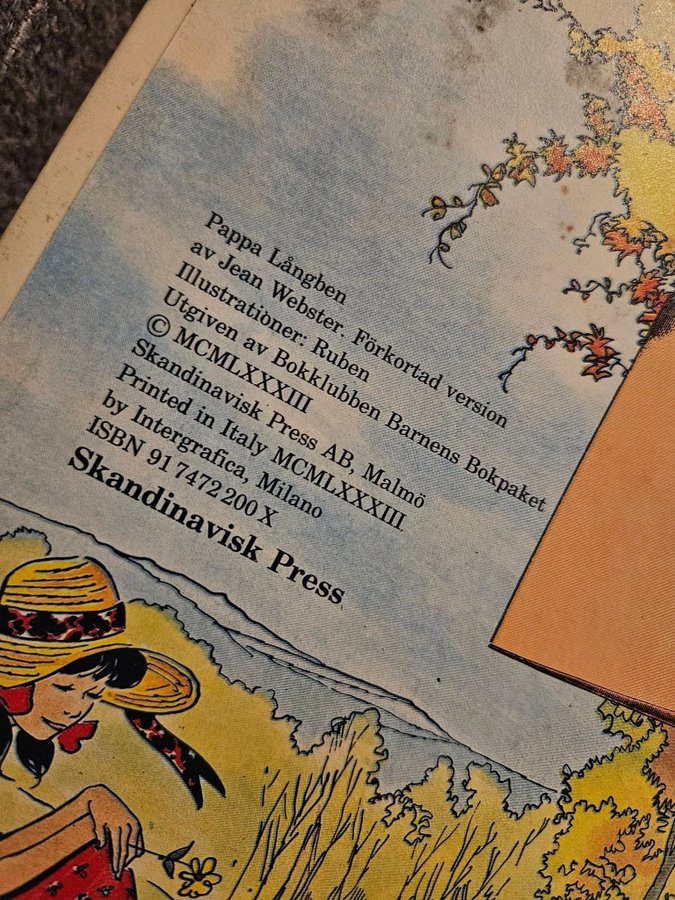 Pappa Långben
av Jean Webster. Förkortad version
Illustrationer: Ruben
Utgiven av Bokklubben Barnens Bokpaket
© MCMLXXXIII
Skandinavisk Press AB, Malmö
Printed in Italy MCMLXXXIII
by Intergrafica, Milano
ISBN 91 7472 200 X
Skandinavisk Press